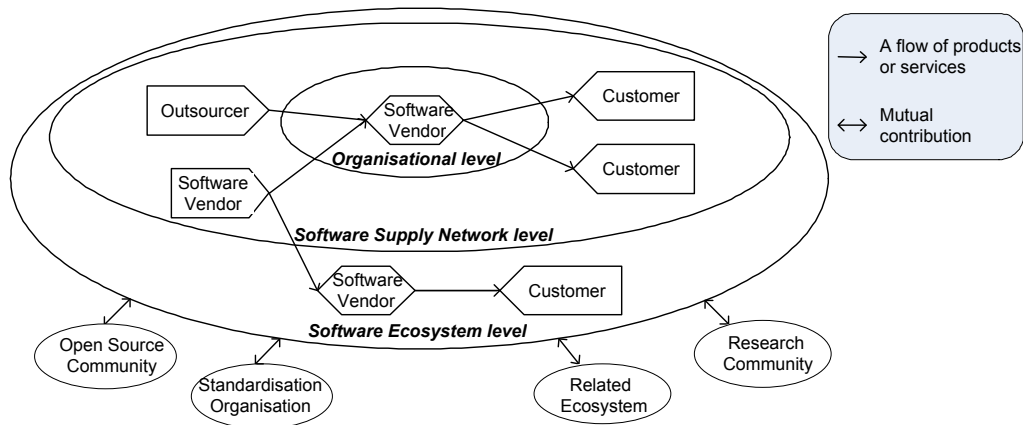 A flow of products
or services
Mutual
contribution
Outsourcer
Software
Vendor
Customer
Organisational level
Customer
Software
Vendor
Software Supply Network level
Software
Vendor
Customer
Software Ecosystem level
Open Source
Community
Standardisation
Organisation
Related
Ecosystem
Research
Community